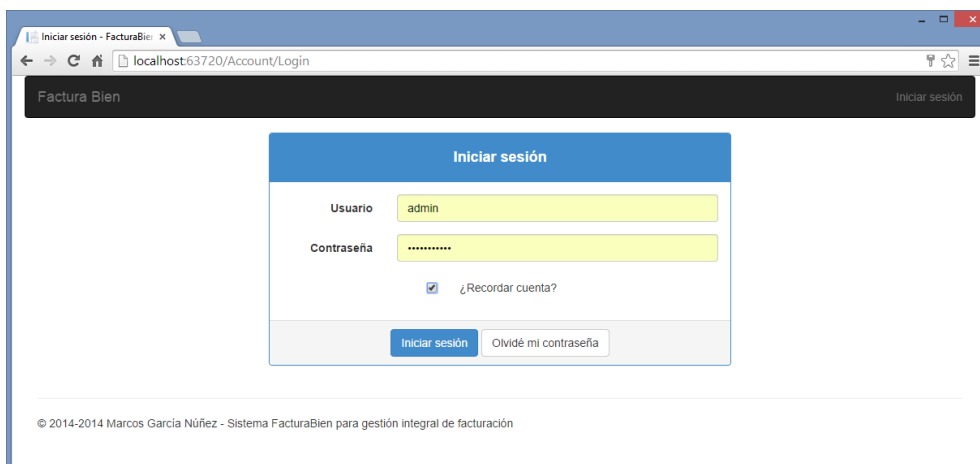 Iniciar sesión - FacturaBie
localhost:63720/Account/Login
Factura Bien
Iniciar sesión
Iniciar sesión
Usuario
admin
Contraseña
•••••••••••
¿Recordar cuenta?
Iniciar sesión
Olvidé mi contraseña
© 2014-2014 Marcos García Núñez - Sistema FacturaBien para gestión integral de facturación